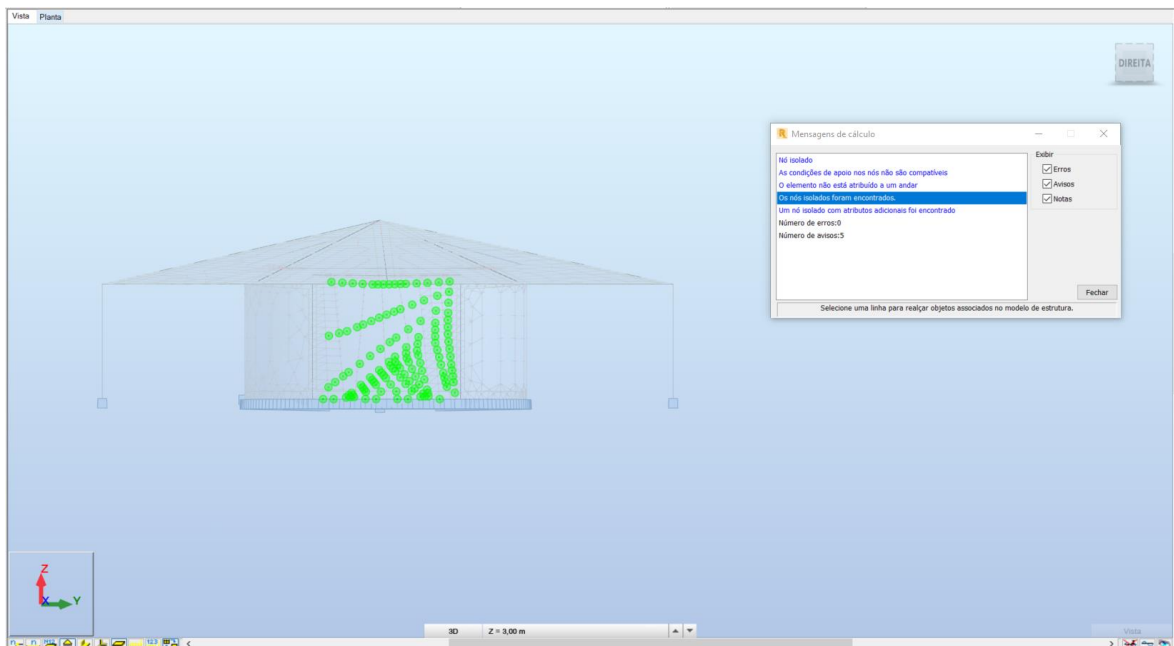 Vista Planta
DIREITA
Mensagens de cálculo
Nó isolado
As condições de apoio nos nós não são compatíveis
O elemento não está atribuído a um andar
Os nós isolados foram encontrados.
Um nó isolado com atributos adicionais foi encontrado
Número de erros:0
Número de avisos:5
Exibir
Erros
Avisos
Notas
Fechar
Selecione uma linha para realçar objetos associados no modelo de estrutura.
Z
X
Y
3D Z = 3,00 m
Vista